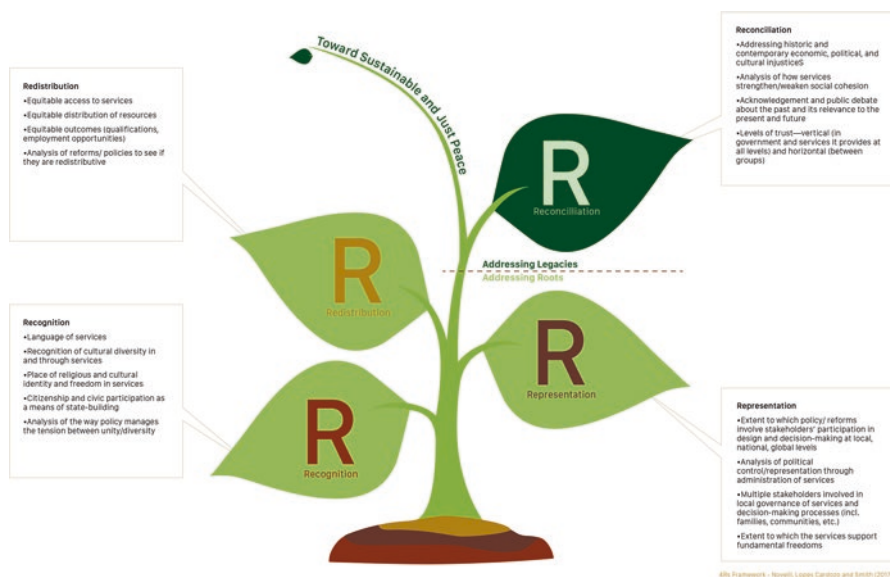 Toward Sustainable and Just Peace
Redistribution
•Equitable access to services
•Equitable distribution of resources
•Equitable outcomes (qualifications,
employment opportunities)
•Analysis of reforms/ policies to see if
they are redistributive
Reconciliation
•Addressing historic and
contemporary economic, political, and
cultural injusticeS
•Analysis of how services
strengthen/weaken social cohesion
•Acknowledgement and public debate
about the past and its relevance to the
present and future
•Levels of trust—vertical (in
government and services it provides at
all levels) and horizontal (between
groups)
R
Reconcilliation
R
Redistribution
Addressing Legacies
Addressing Roots
Recognition
•Language of services
•Recognition of cultural diversity in
and through services
•Place of religious and cultural
identity and freedom in services
•Citizenship and civic participation as
a means of state-building
•Analysis of the way policy manages
the tension between unity/diversity
R
Recognition
R
Representation
Representation
•Extent to which policy/ reforms
involve stakeholders' participation in
design and decision-making at local,
national, global levels
•Analysis of political
control/representation through
administration of services
•Multiple stakeholders involved in
local governance of services and
decision-making processes (incl.
families, communities, etc.)
•Extent to which the services support
fundamental freedoms
4Rs Framework - Novelli, Lopes Cardozo and Smith